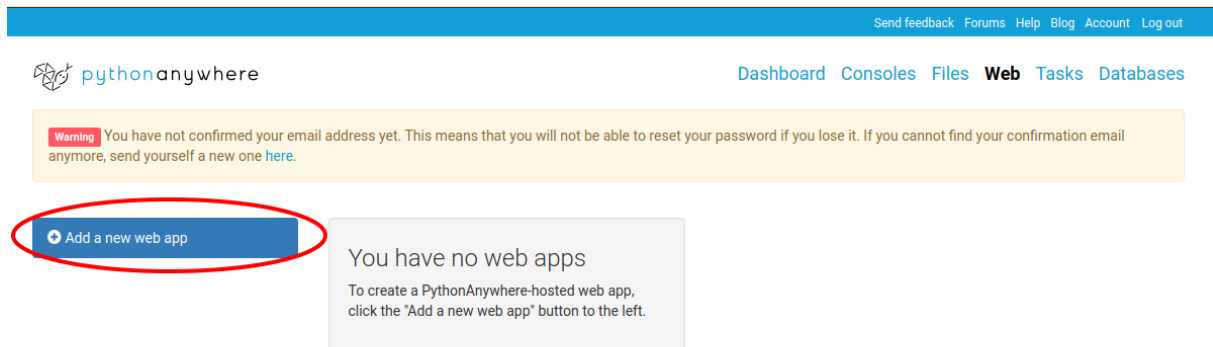 Send feedback Forums Help Blog Account Log out
pythonanywhere
Dashboard Consoles Files Web Tasks Databases
Warning You have not confirmed your email address yet. This means that you will not be able to reset your password if you lose it. If you cannot find your confirmation email
anymore, send yourself a new one here.
Add a new web app
You have no web apps
To create a PythonAnywhere-hosted web app,
click the "Add a new web app" button to the left.